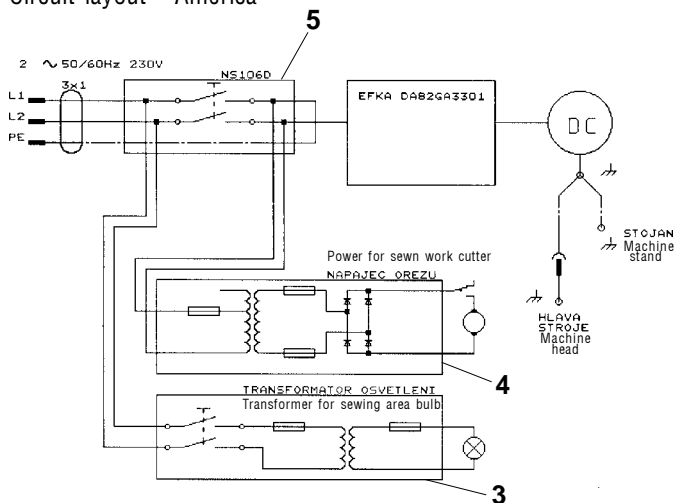 Circuit layout - America
5
2 ∿ 50/60Hz 230V
NS106D
3x1
L1
L2
PE
EFKA DA82GA3301
DC
STOJAN
Machine
stand
Power for sewn work cutter
NAPAJEC OREZU
HLAVA
STROJE
Machine
head
4
TRANSFORMATOR OSVETLENI
Transformer for sewing area bulb
3